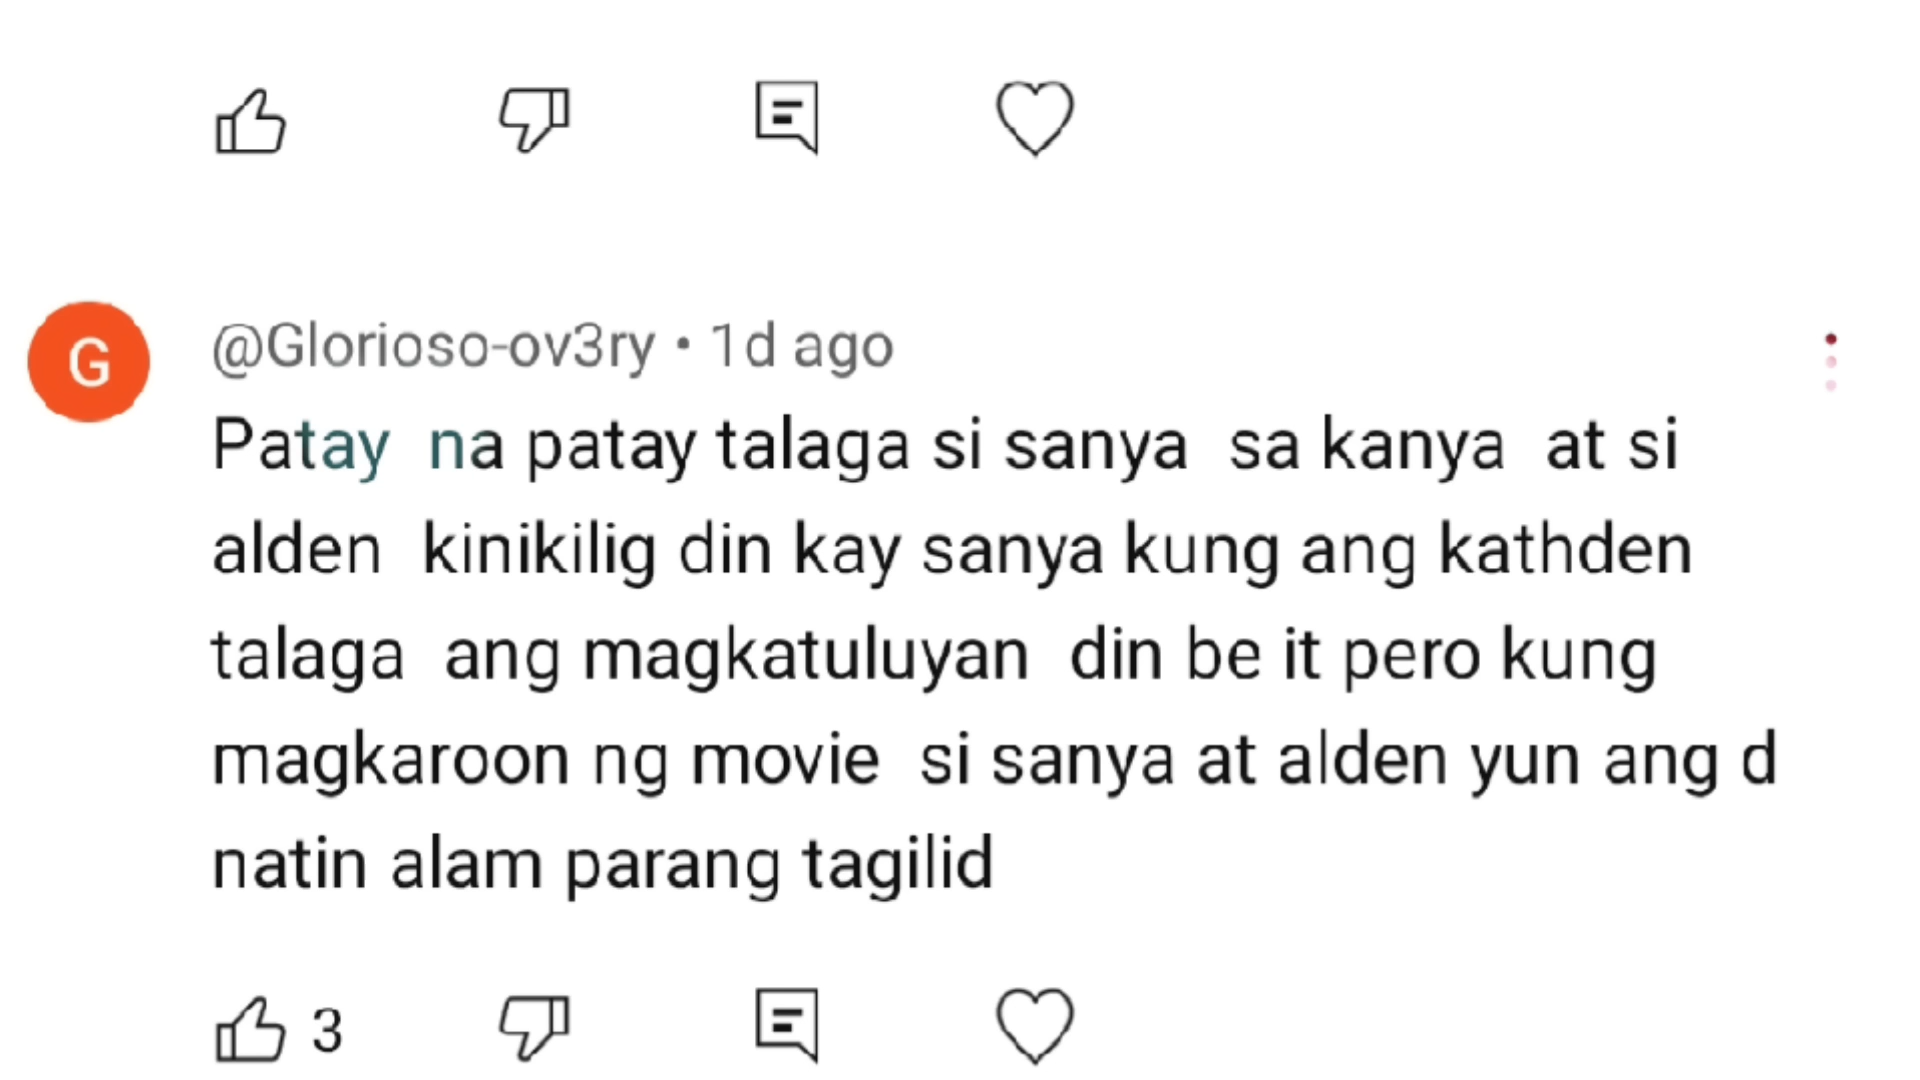 @Glorioso-ov3ry • 1d ago
G
Patay na patay talaga si sanya sa kanya at si
alden kinikilig din kay sanya kung ang kathden
talaga ang magkatuluyan din be it pero kung
magkaroon ng movie si sanya at alden yun ang d
natin alam parang tagilid
3